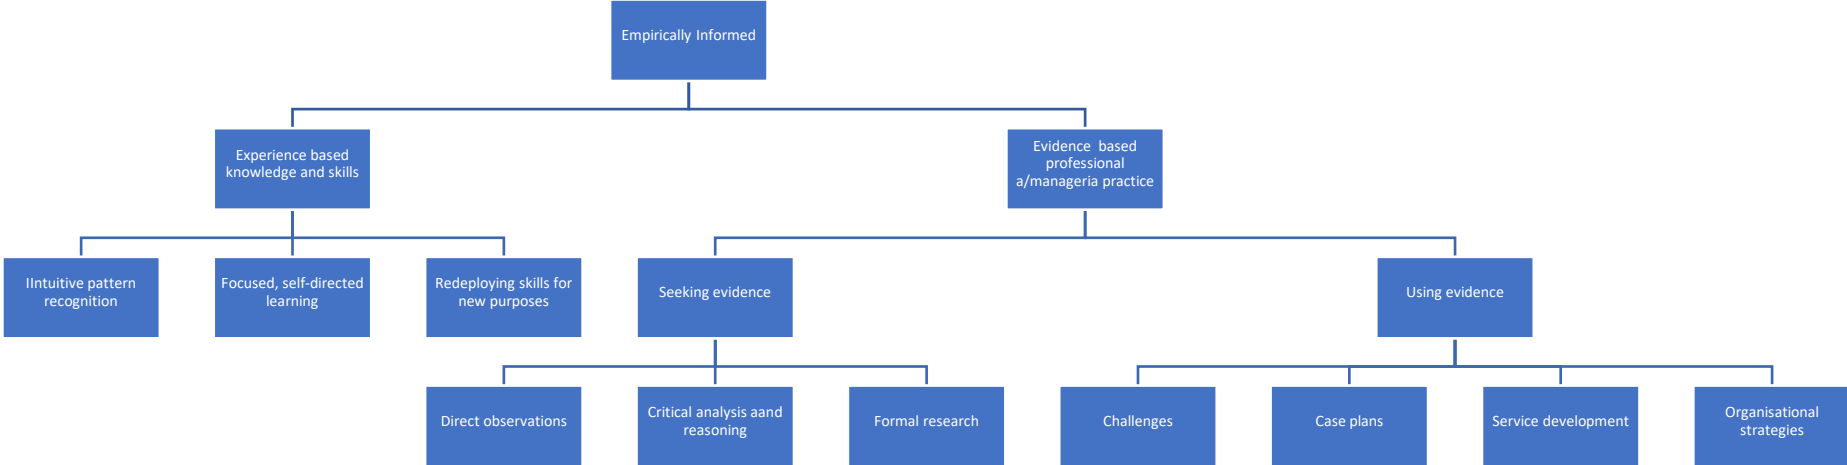 Empirically Informed
Experience based
knowledge and skills
Evidence  based
professional
a/manageria practice
IIntuitive pattern
recognition
Focused, self-directed
learning
Redeploying skills for
new purposes
Seeking evidence
Using evidence
Direct observations
Critical analysis aand
reasoning
Formal research
Challenges
Case plans
Service development
Organisational
strategies